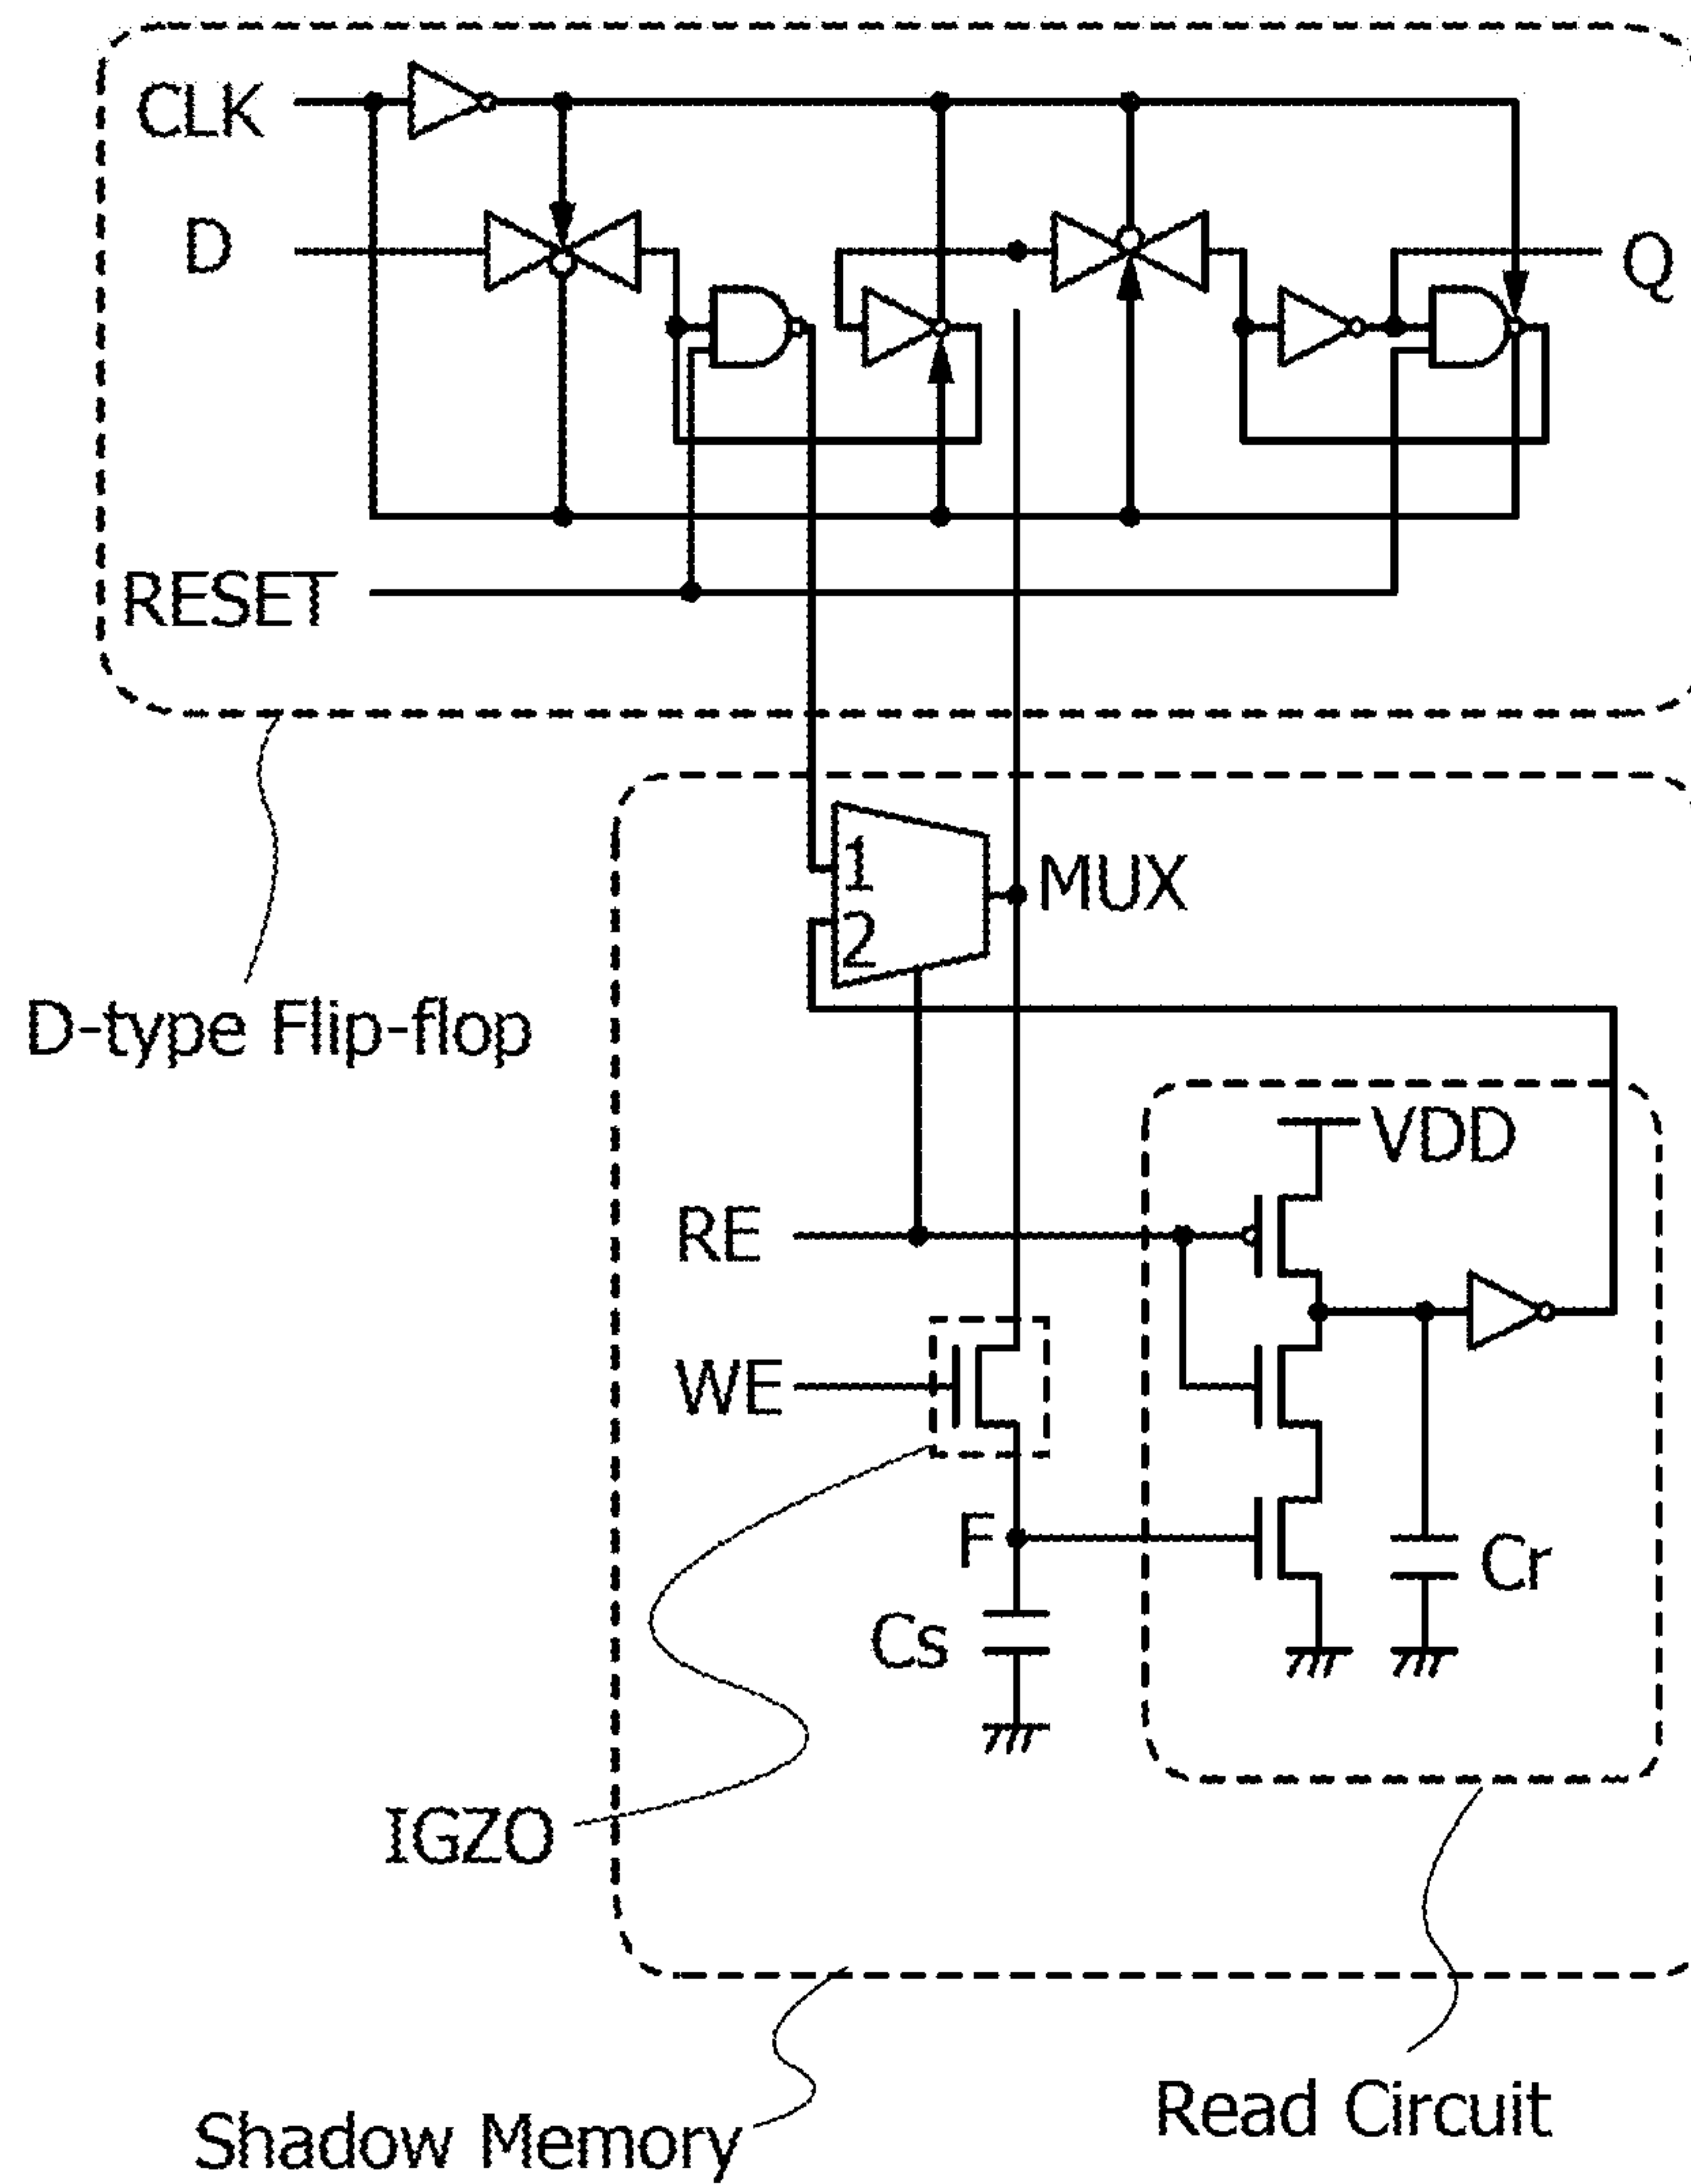 CLK
D
Q
RESET
1
MUX
2
D-type Flip-flop
VDD
RE
WE
F
Cr
Cs
IGZO
Read Circuit
Shadow Memory